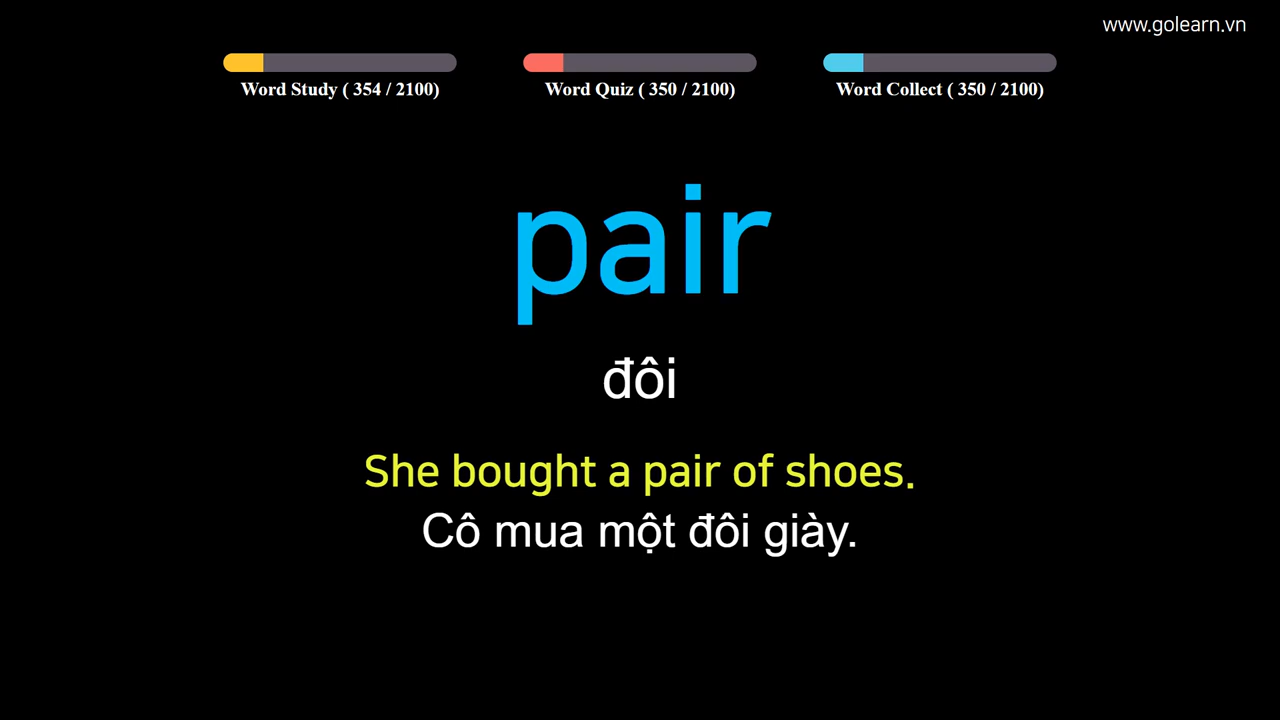 www.golearn.vn
Word Study ( 354 / 2100)
Word Quiz ( 350 / 2100)
Word Collect ( 350 / 2100)
pair
đôi
She bought a pair of shoes.
Cô mua một đôi giày.